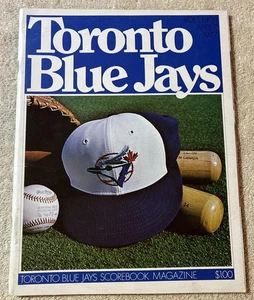 Toronto
Blue Jays
TORONTO BLUE JAYS SCOREBOOK MAGAZINE $1.00